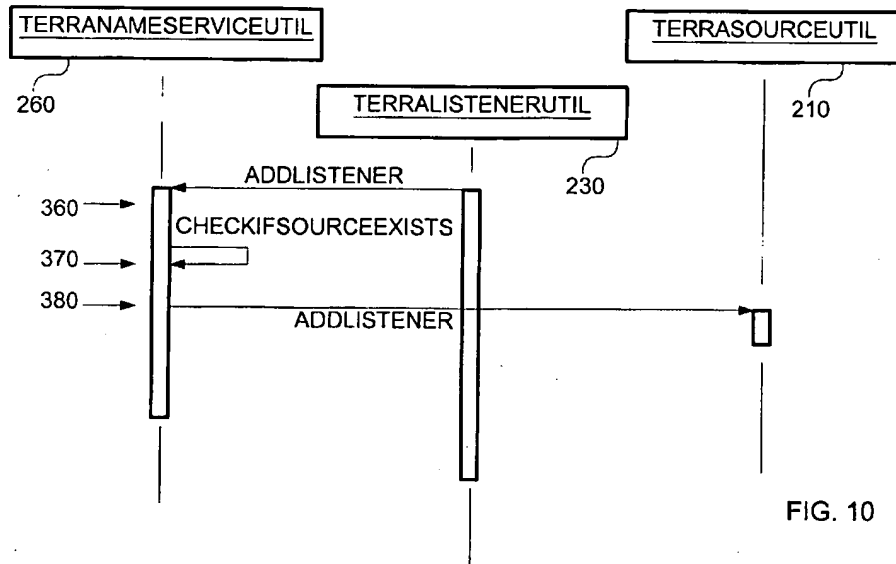 TERRANAMESERVICEUTIL
TERRASOURCEUTIL
260
TERRALISTENERUTIL
210
230
ADDLISTENER
360
CHECKIFSOURCEEXISTS
370
380
ADDLISTENER
FIG. 10